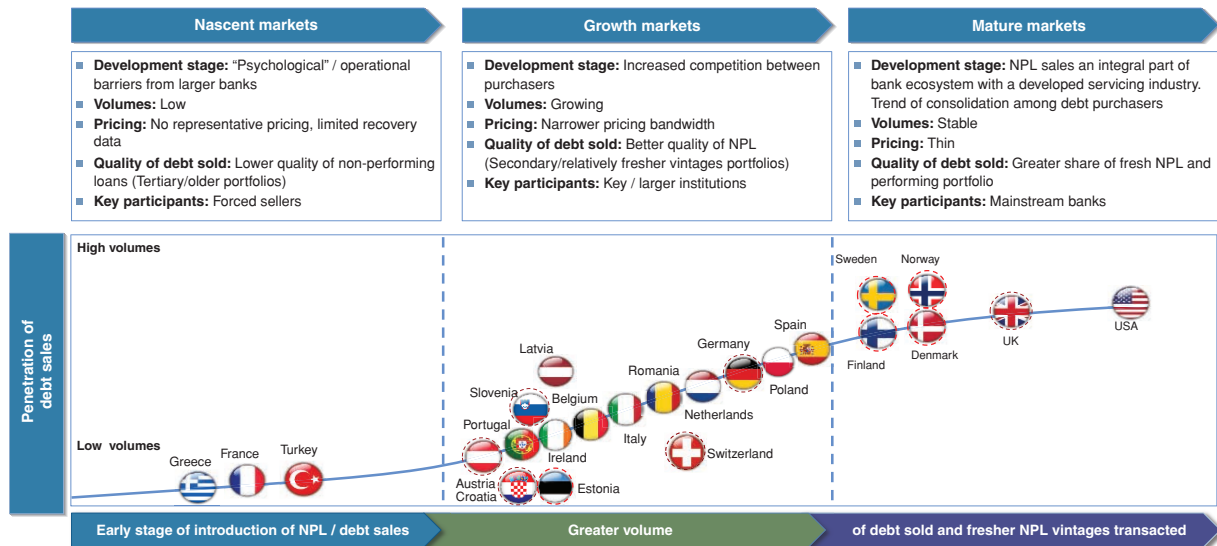 Nascent markets
Growth markets
Mature markets
Development stage: “Psychological” / operational
barriers from larger banks
Volumes: Low
Pricing: No representative pricing, limited recovery
data
Quality of debt sold: Lower quality of non-performing
loans (Tertiary/older portfolios)
Key participants: Forced sellers
Development stage: Increased competition between
purchasers
Volumes: Growing
Pricing: Narrower pricing bandwidth
Quality of debt sold: Better quality of NPL
(Secondary/relatively fresher vintages portfolios)
Key participants: Key / larger institutions
Development stage: NPL sales an integral part of
bank ecosystem with a developed servicing industry.
Trend of consolidation among debt purchasers
Volumes: Stable
Pricing: Thin
Quality of debt sold: Greater share of fresh NPL and
performing portfolio
Key participants: Mainstream banks
Penetration of
debt sales
High volumes
Low volumes
Greece
France
Turkey
Austria
Croatia
Portugal
Slovenia
Latvia
Estonia
Ireland
Belgium
Italy
Romania
Switzerland
Netherlands
Germany
Poland
Spain
Sweden
Norway
Finland
Denmark
UK
USA
Early stage of introduction of NPL / debt sales
Greater volume
of debt sold and fresher NPL vintages transacted